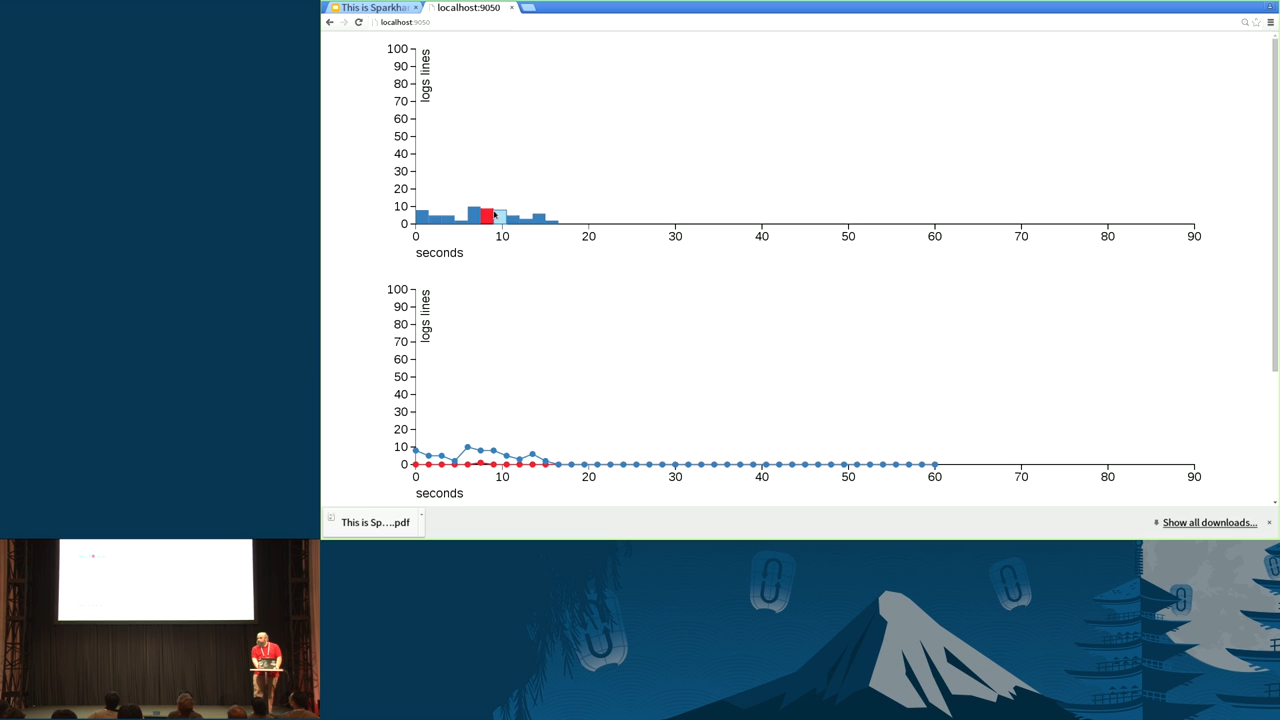 This is Sparkha
localhost:9050
localhost:9050
100
90
80
70
60
50
40
30
20
10
0
logs lines
0 10 20 30 40 50 60 70 80 90
seconds
100
90
80
70
60
50
40
30
20
10
0
logs lines
0 10 20 30 40 50 60 70 80 90
seconds
This is Sp....pdf
Show all downloads...